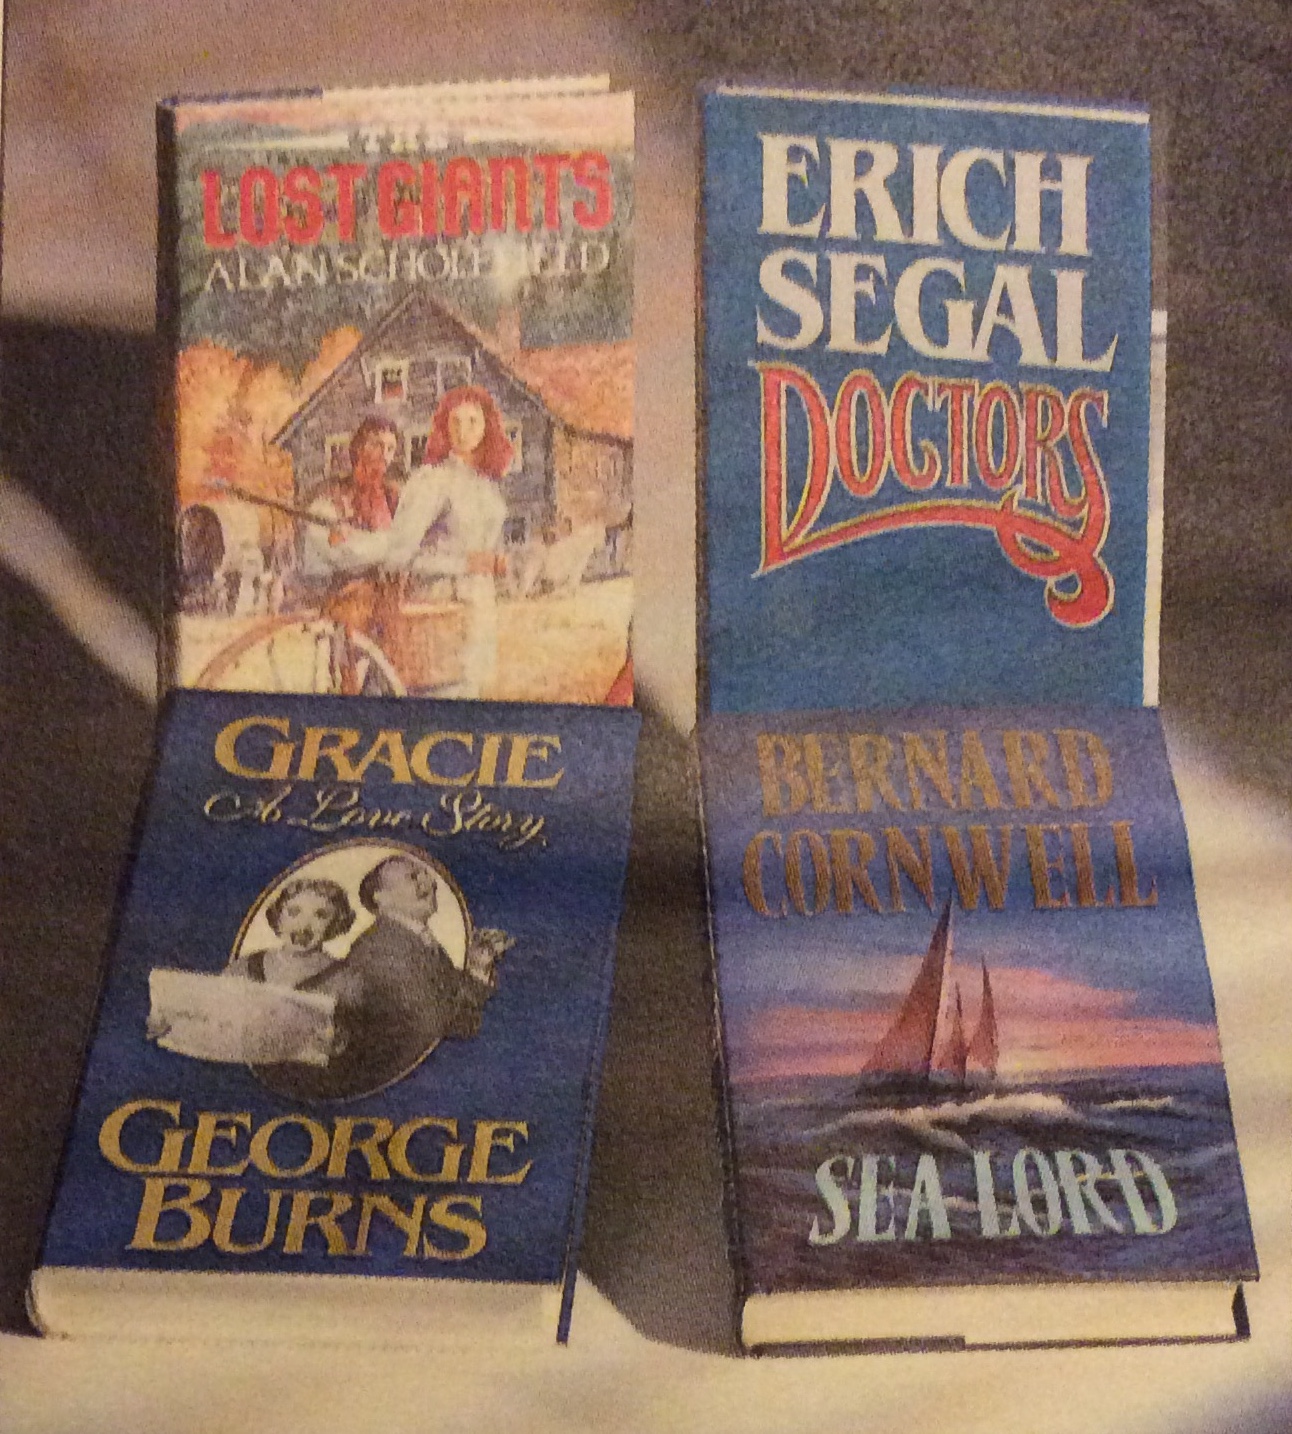 THE
LOST GIANTS
ALAN SCHOLEFIELD
ERICH
SEGAL
DOCTORS
GRACIE
A Love Story
GEORGE
BURNS
BERNARD
CORNWELL
SEA LORD